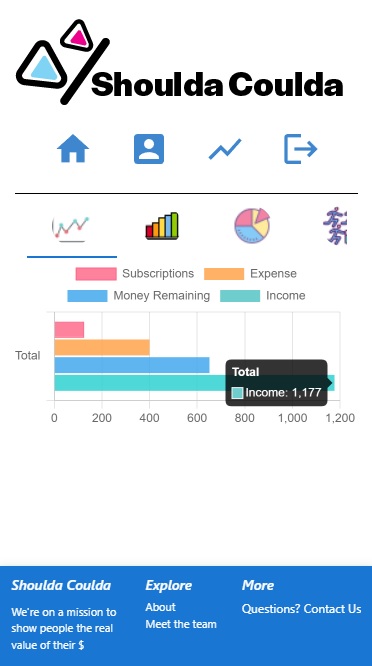 Shoulda Coulda
Subscriptions Expense
Money Remaining Income
Total
Total
Income: 1,177
0 200 400 600 800 1,000 1,200
Shoulda Coulda
We're on a mission to
show people the real
value of their $
Explore
About
Meet the team
More
Questions? Contact Us